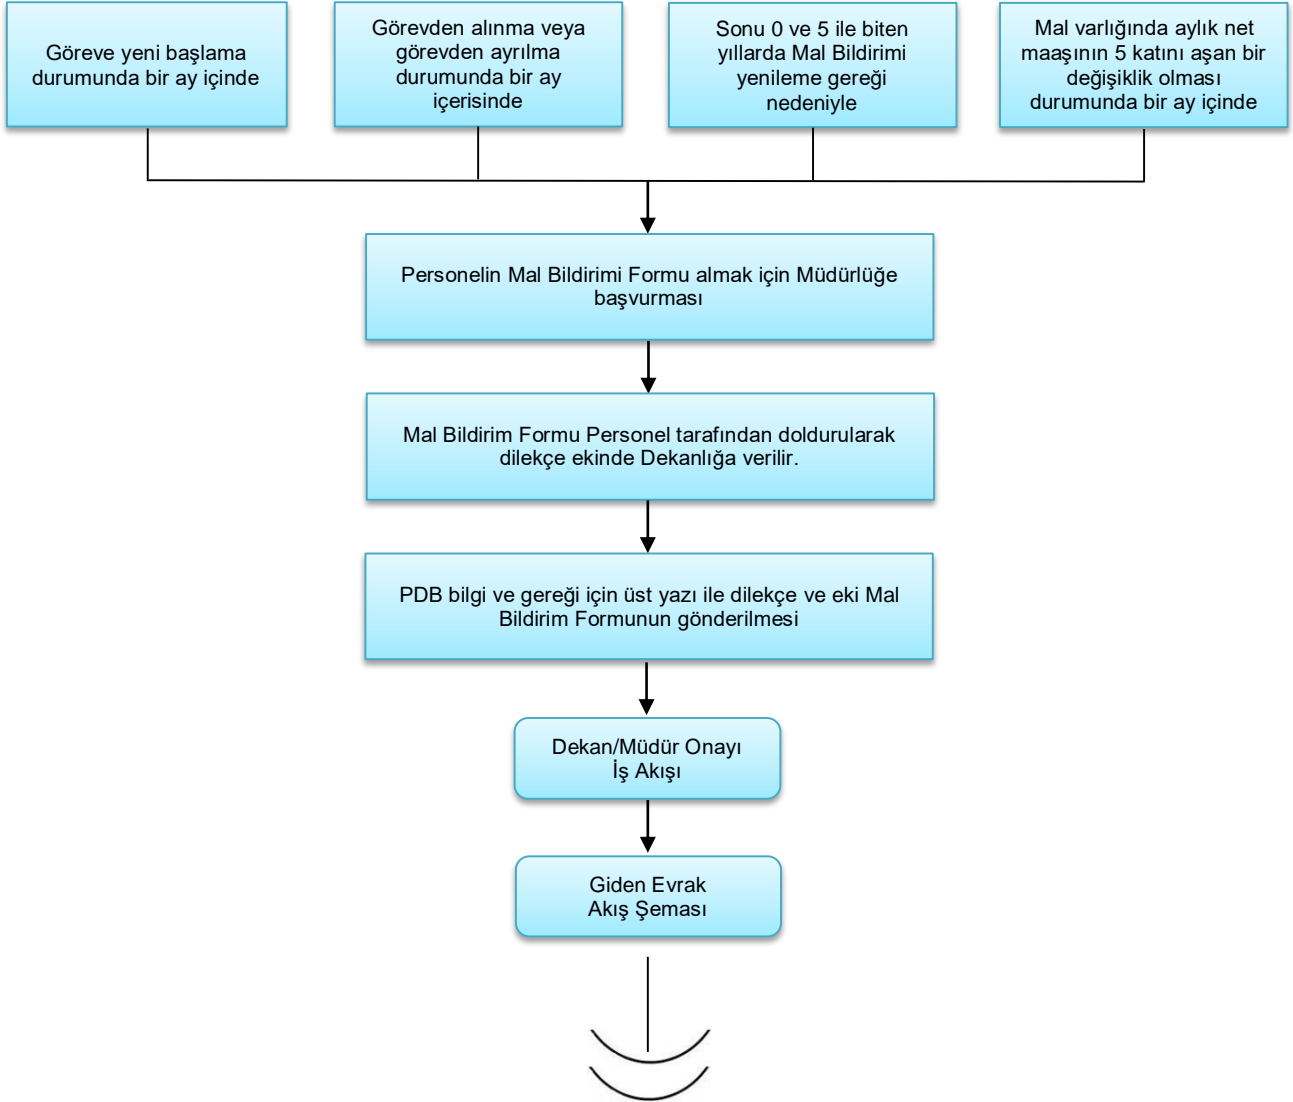 Göreve yeni başlama
durumunda bir ay içinde
Görevden alınma veya
görevden ayrılma
durumunda bir ay
içerisinde
Sonu 0 ve 5 ile biten
yıllarda Mal Bildirimi
yenileme gereği
nedeniyle
Mal varlığında aylık net
maaşının 5 katını aşan bir
değişiklik olması
durumunda bir ay içinde
Personelin Mal Bildirimi Formu almak için Müdürlüğe
başvurması
Mal Bildirim Formu Personel tarafından doldurularak
dilekçe ekinde Dekanlığa verilir.
PDB bilgi ve gereği için üst yazı ile dilekçe ve eki Mal
Bildirim Formunun gönderilmesi
Dekan/Müdür Onayı
İş Akışı
Giden Evrak
Akış Şeması